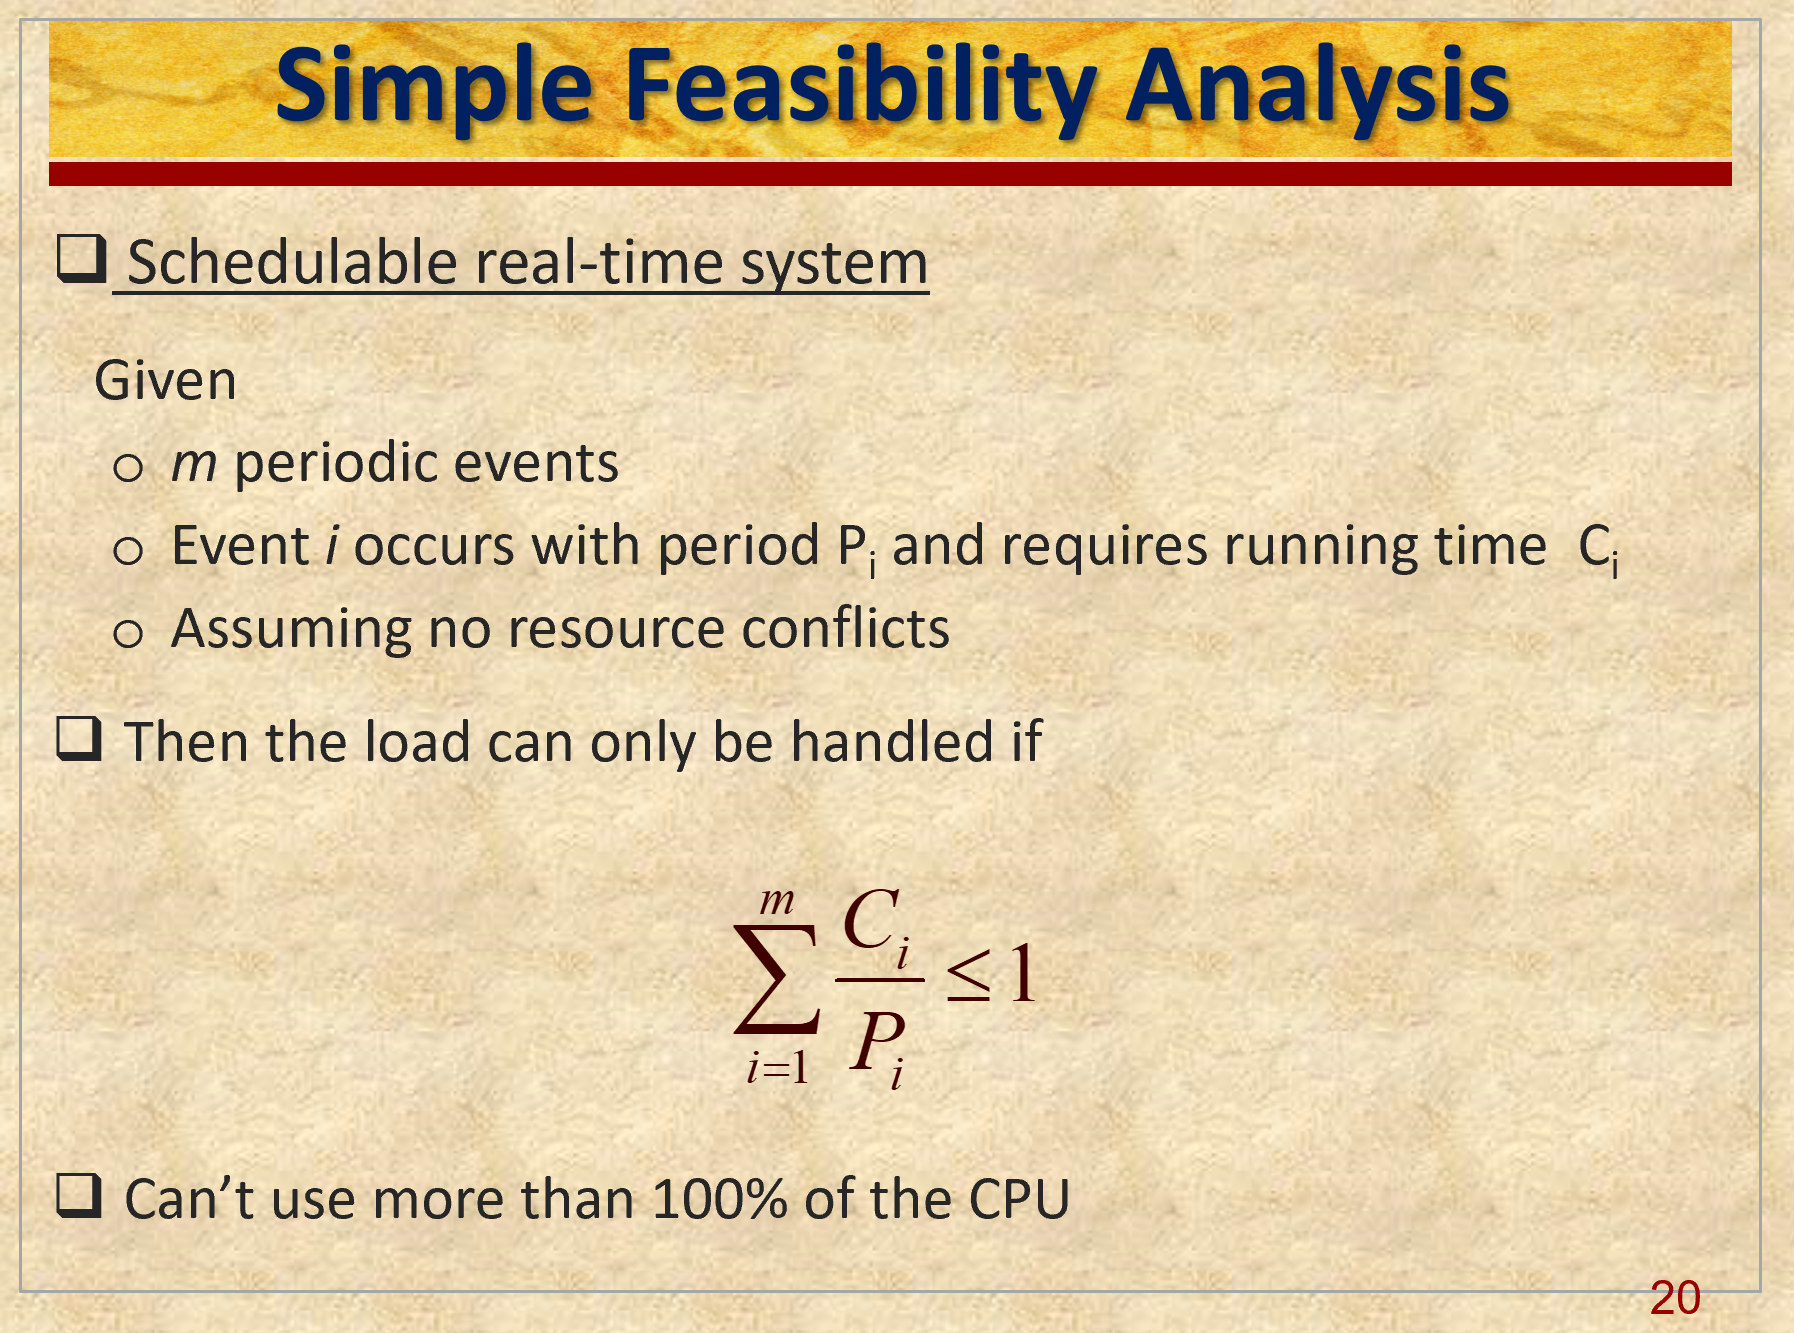 Simple Feasibility Analysis
❑ Schedulable real-time system
Given
o m periodic events
o Event i occurs with period P_i and requires running time C_i
o Assuming no resource conflicts
❑ Then the load can only be handled if
\sum_{i=1}^{m} \frac{C_i}{P_i} \leq 1
❑ Can’t use more than 100% of the CPU
20